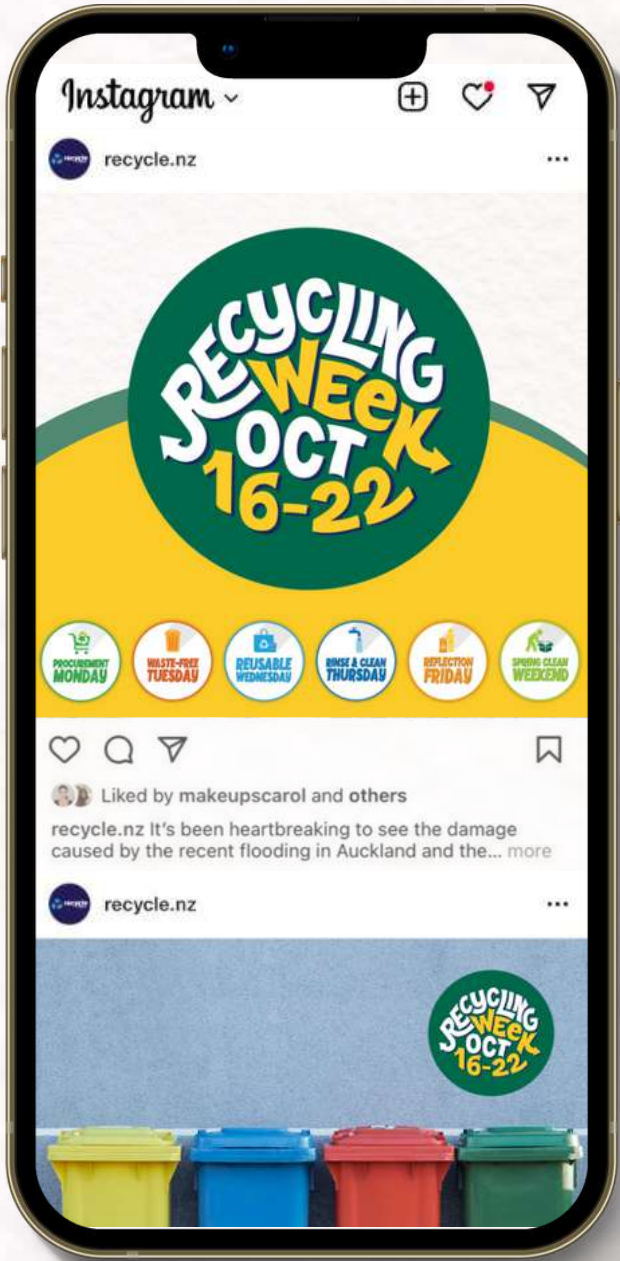 Instagram
recycle.nz
RECYCLING
WEEK
OCT
16-22
PROCUREMENT
MONDAY
WASTE-FREE
TUESDAY
REUSABLE
WEDNESDAY
RINSE & CLEAN
THURSDAY
REFLECTION
FRIDAY
SPRING CLEAN
WEEKEND
Liked by makeupscarol and others
recycle.nz It's been heartbreaking to see the damage
caused by the recent flooding in Auckland and the... more
recycle.nz
RECYCLING
WEEK
OCT
16-22